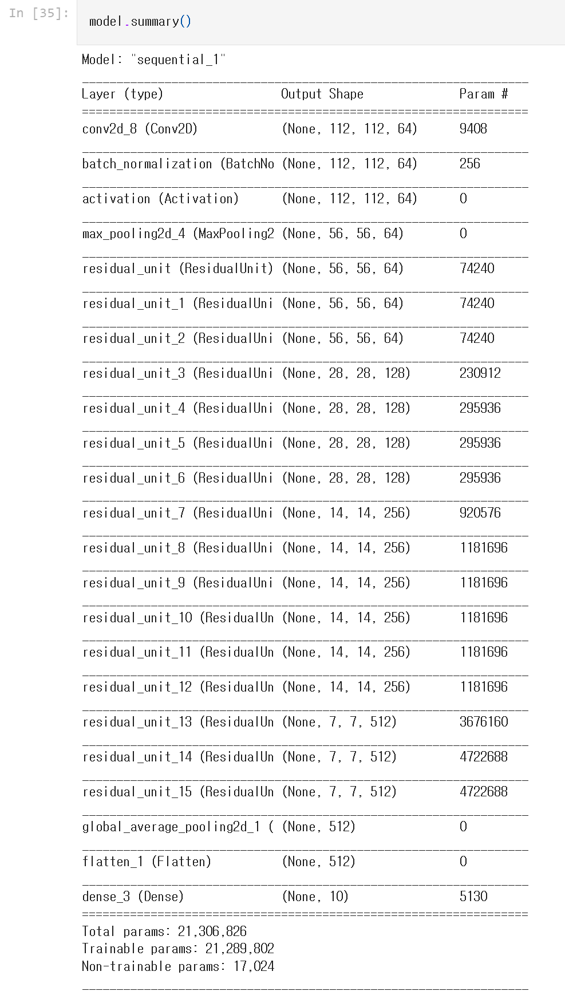 In [35]:
model.summary()
Model: "sequential_1"
_________________________________________________________________
Layer (type)                 Output Shape              Param #
=================================================================
conv2d_8 (Conv2D)            (None, 112, 112, 64)      9408
_________________________________________________________________
batch_normalization (BatchNo (None, 112, 112, 64)      256
_________________________________________________________________
activation (Activation)      (None, 112, 112, 64)      0
_________________________________________________________________
max_pooling2d_4 (MaxPooling2 (None, 56, 56, 64)        0
_________________________________________________________________
residual_unit (ResidualUnit) (None, 56, 56, 64)        74240
_________________________________________________________________
residual_unit_1 (ResidualUni (None, 56, 56, 64)        74240
_________________________________________________________________
residual_unit_2 (ResidualUni (None, 56, 56, 64)        74240
_________________________________________________________________
residual_unit_3 (ResidualUni (None, 28, 28, 128)       230912
_________________________________________________________________
residual_unit_4 (ResidualUni (None, 28, 28, 128)       295936
_________________________________________________________________
residual_unit_5 (ResidualUni (None, 28, 28, 128)       295936
_________________________________________________________________
residual_unit_6 (ResidualUni (None, 28, 28, 128)       295936
_________________________________________________________________
residual_unit_7 (ResidualUni (None, 14, 14, 256)       920576
_________________________________________________________________
residual_unit_8 (ResidualUni (None, 14, 14, 256)       1181696
_________________________________________________________________
residual_unit_9 (ResidualUni (None, 14, 14, 256)       1181696
_________________________________________________________________
residual_unit_10 (ResidualUn (None, 14, 14, 256)       1181696
_________________________________________________________________
residual_unit_11 (ResidualUn (None, 14, 14, 256)       1181696
_________________________________________________________________
residual_unit_12 (ResidualUn (None, 14, 14, 256)       1181696
_________________________________________________________________
residual_unit_13 (ResidualUn (None, 7, 7, 512)         3676160
_________________________________________________________________
residual_unit_14 (ResidualUn (None, 7, 7, 512)         4722688
_________________________________________________________________
residual_unit_15 (ResidualUn (None, 7, 7, 512)         4722688
_________________________________________________________________
global_average_pooling2d_1 ( (None, 512)               0
_________________________________________________________________
flatten_1 (Flatten)          (None, 512)               0
_________________________________________________________________
dense_3 (Dense)              (None, 10)                5130
=================================================================
Total params: 21,306,826
Trainable params: 21,289,802
Non-trainable params: 17,024
_________________________________________________________________